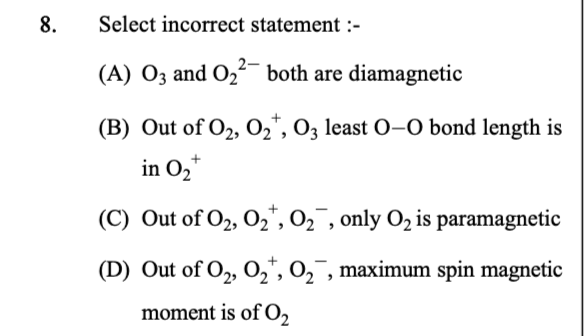 8. Select incorrect statement :-
(A) O₃ and O₂²⁻ both are diamagnetic
(B) Out of O₂, O₂⁺, O₃ least O–O bond length is
in O₂⁺
(C) Out of O₂, O₂⁺, O₂⁻, only O₂ is paramagnetic
(D) Out of O₂, O₂⁺, O₂⁻, maximum spin magnetic
moment is of O₂